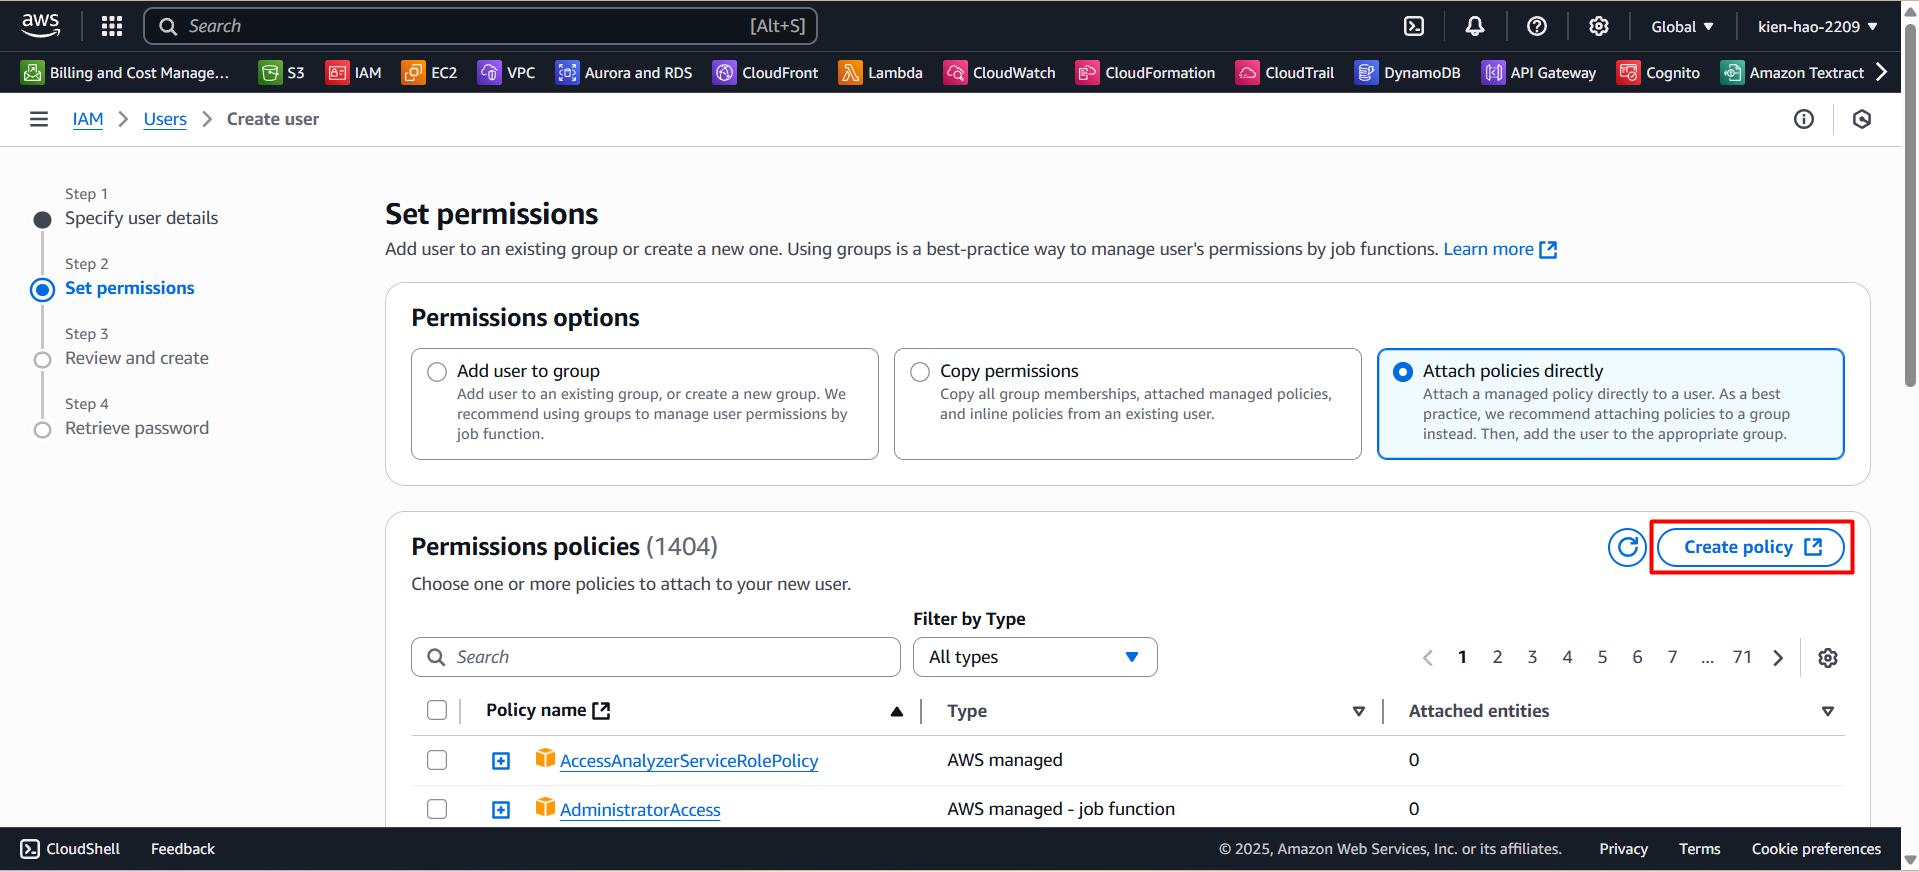 aws
Search [Alt+S]
Global
kien-hao-2209
Billing and Cost Manage...
S3
IAM
EC2
VPC
Aurora and RDS
CloudFront
Lambda
CloudWatch
CloudFormation
CloudTrail
DynamoDB
API Gateway
Cognito
Amazon Textract
IAM
Users
Create user
Step 1
Specify user details
Step 2
Set permissions
Step 3
Review and create
Step 4
Retrieve password
Set permissions
Add user to an existing group or create a new one. Using groups is a best-practice way to manage user's permissions by job functions. Learn more
Permissions options
Add user to group
Add user to an existing group, or create a new group. We
recommend using groups to manage user permissions by
job function.
Copy permissions
Copy all group memberships, attached managed policies,
and inline policies from an existing user.
Attach policies directly
Attach a managed policy directly to a user. As a best
practice, we recommend attaching policies to a group
instead. Then, add the user to the appropriate group.
Permissions policies (1404)
Create policy
Choose one or more policies to attach to your new user.
Filter by Type
Search
All types
1 2 3 4 5 6 7 ... 71
Policy name
Type
Attached entities
AccessAnalyzerServiceRolePolicy
AWS managed
0
AdministratorAccess
AWS managed - job function
0
CloudShell
Feedback
© 2025, Amazon Web Services, Inc. or its affiliates.
Privacy
Terms
Cookie preferences